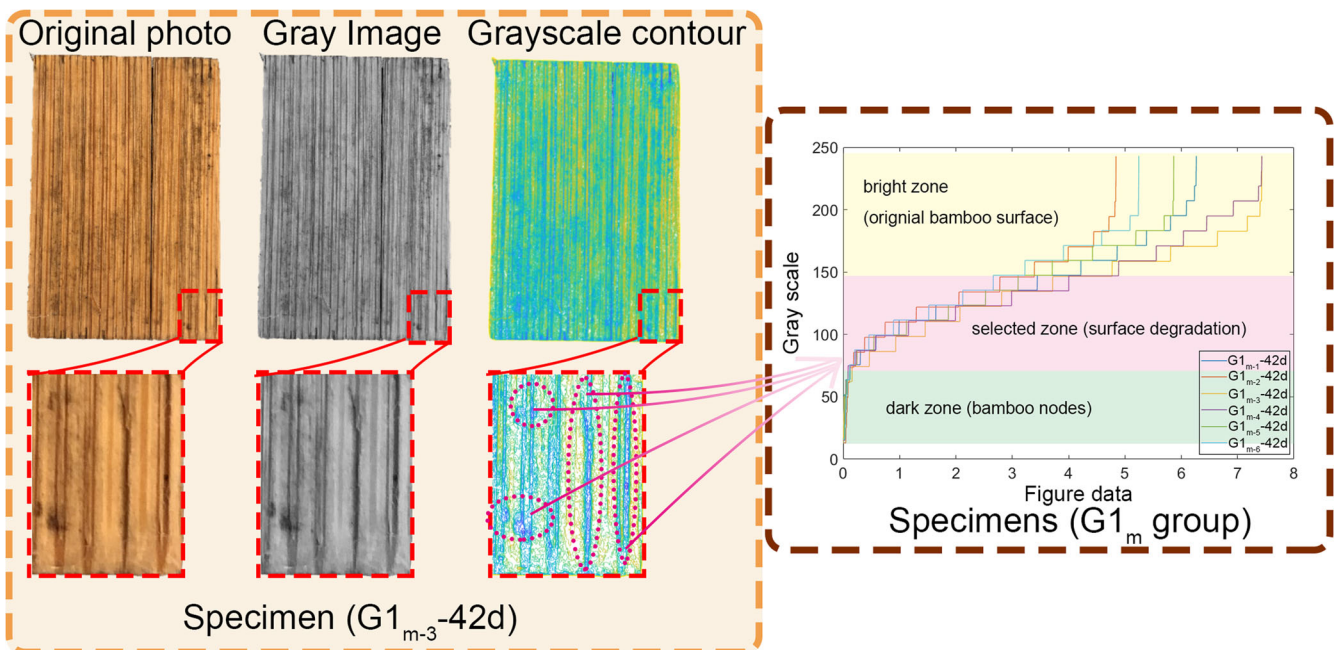 Original photo
Gray Image
Grayscale contour
Specimen (G1m-3-42d)
250
200
150
100
50
0
Gray scale
bright zone
(orignial bamboo surface)
selected zone (surface degradation)
dark zone (bamboo nodes)
G1m-1-42d
G1m-2-42d
G1m-3-42d
G1m-4-42d
G1m-5-42d
G1m-6-42d
0 1 2 3 4 5 6 7 8
Figure data
Specimens (G1m group)